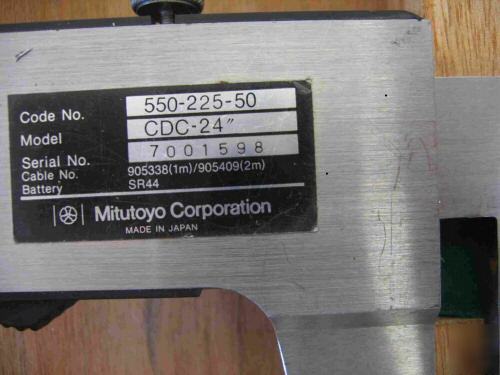 Code No. 550-225-50
Model CDC-24"
Serial No. 7001598
Cable No. 905338(1m)/905409(2m)
Battery SR44
Mitutoyo Corporation
MADE IN JAPAN